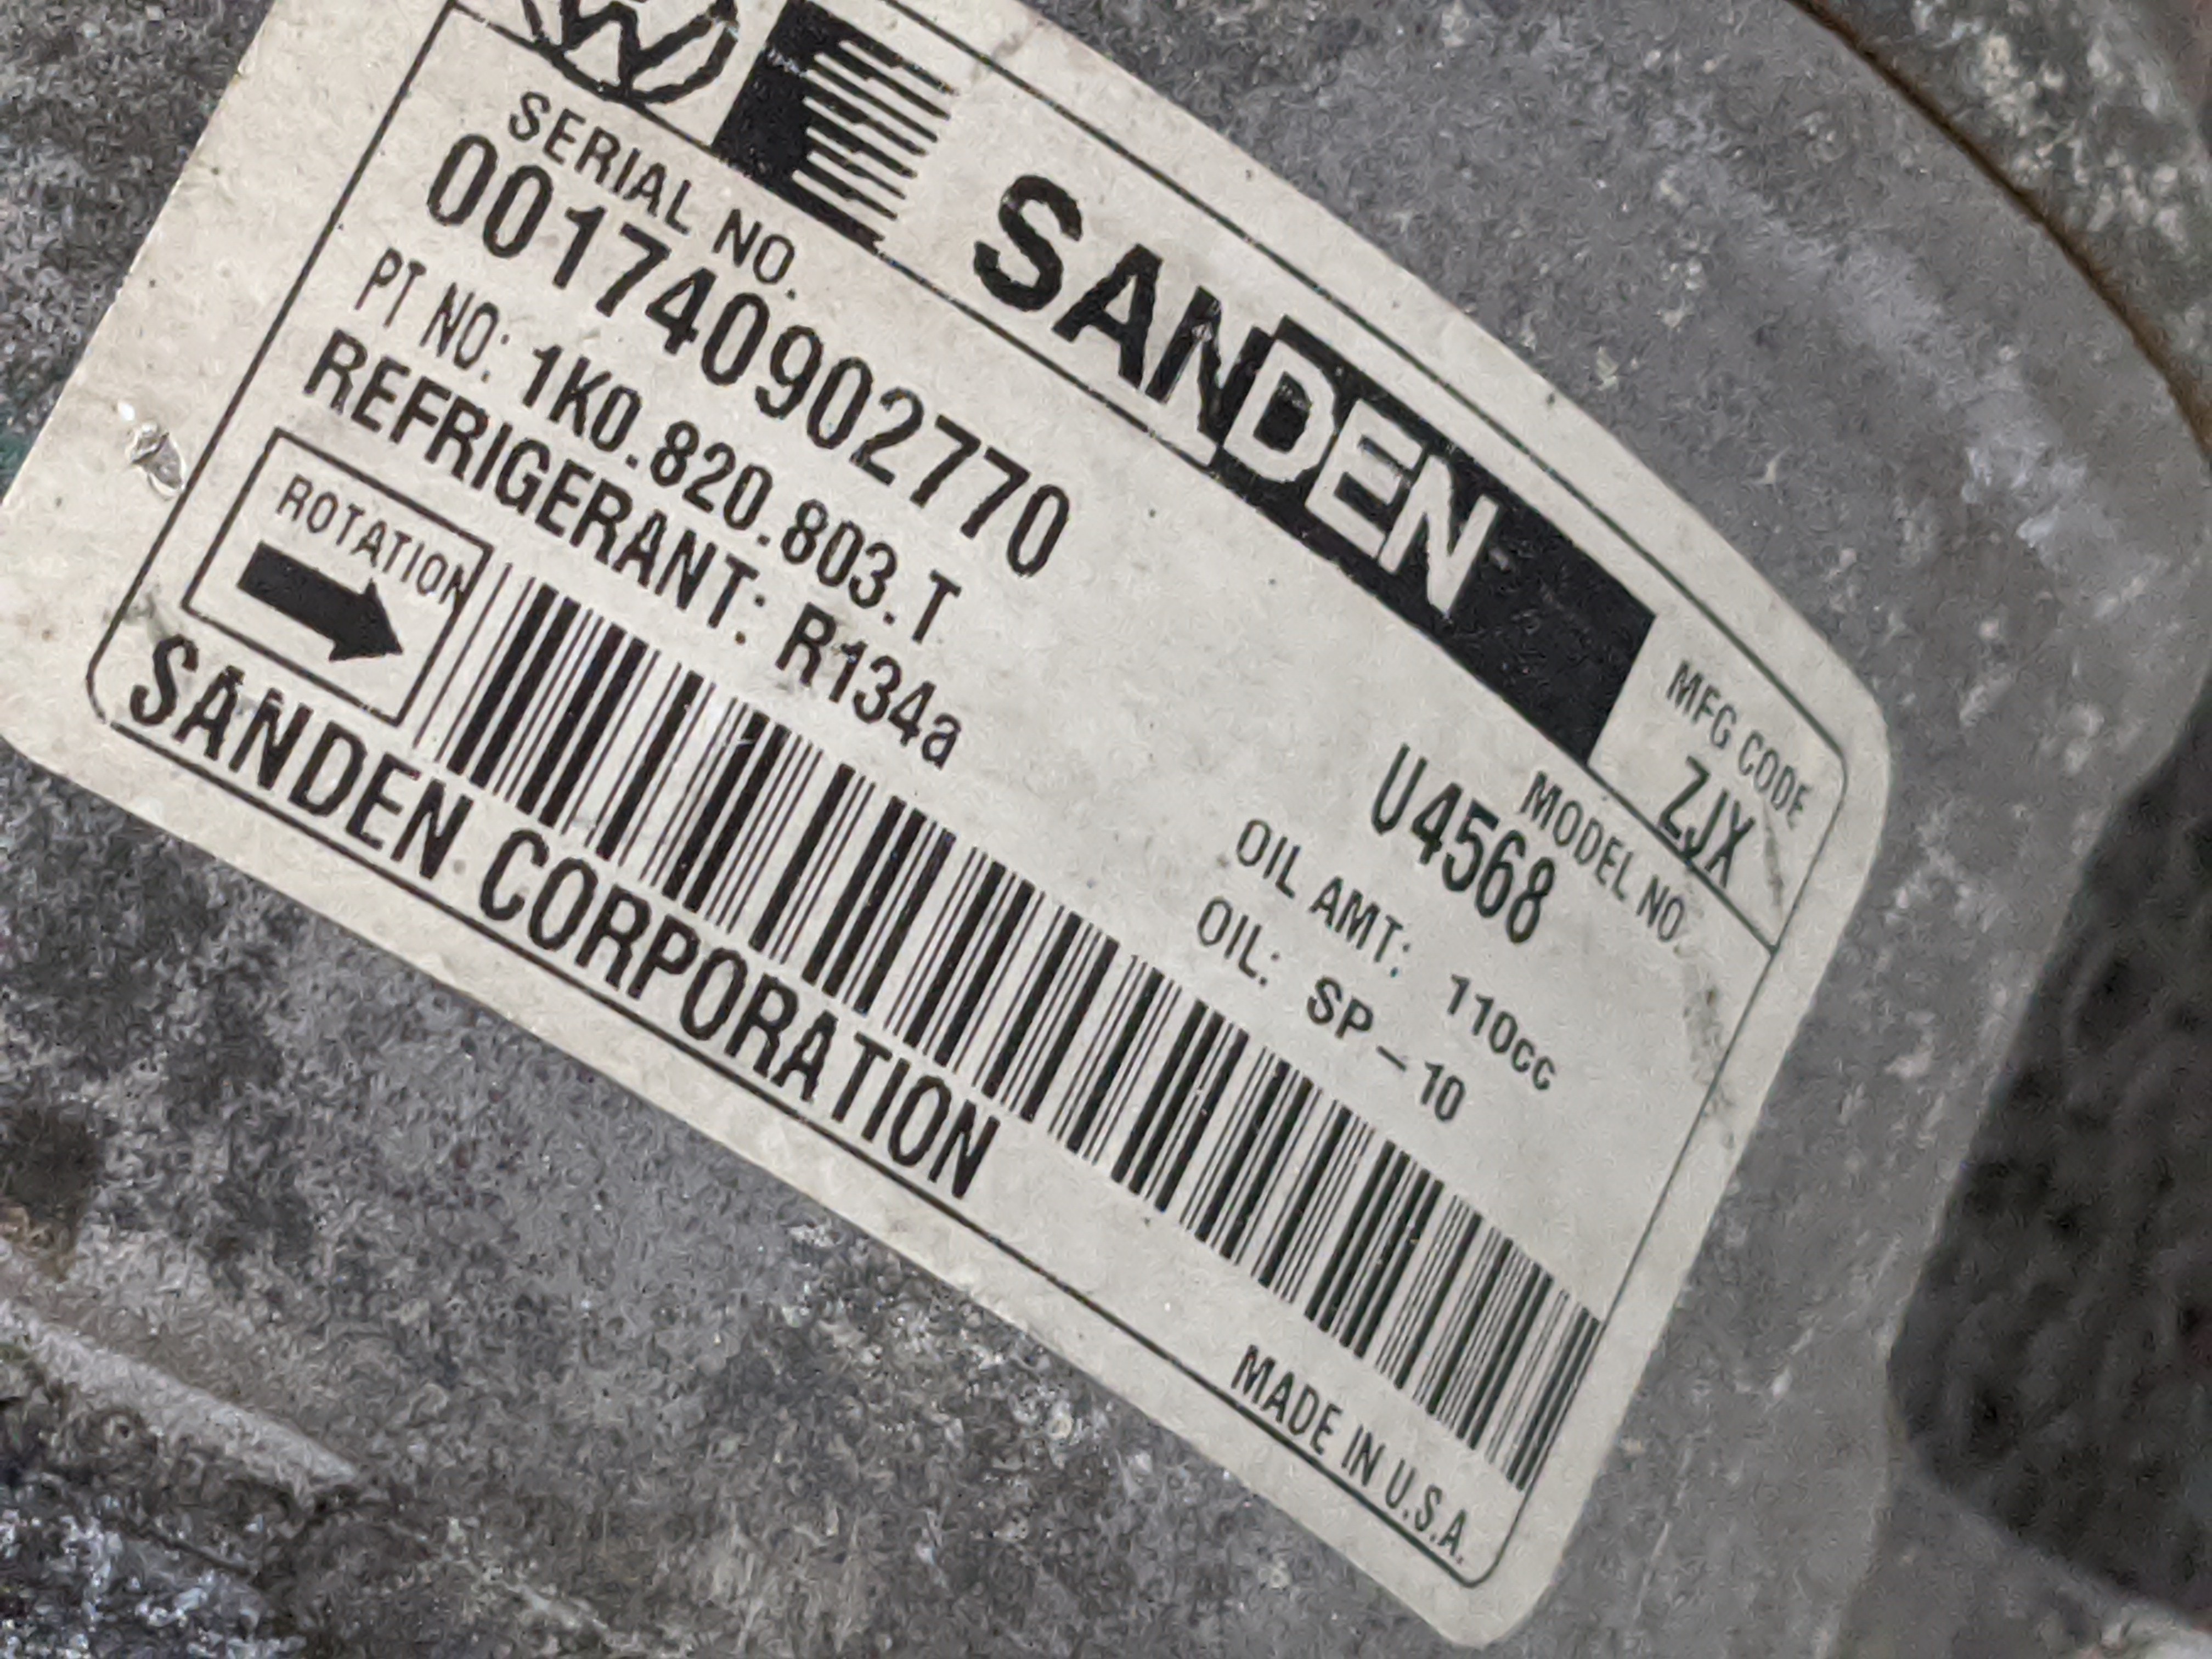 SANDEN
MFG CODE
ZJX
SERIAL NO.
001740902770
MODEL NO.
U4568
PT NO: 1K0.820.803.T
OIL AMT: 110cc
REFRIGERANT: R134a
OIL: SP-10
ROTATION
SANDEN CORPORATION
MADE IN U.S.A.